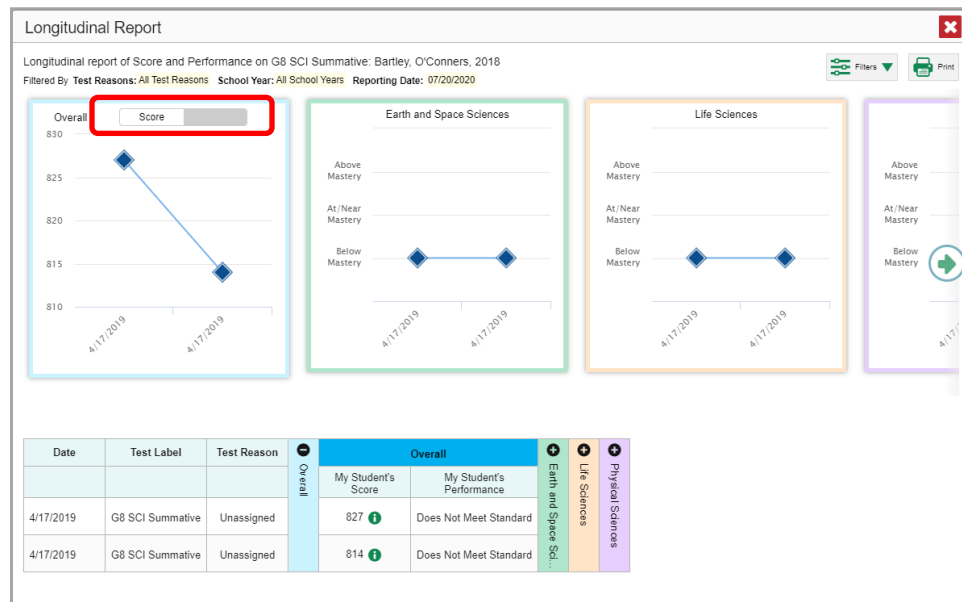 Longitudinal Report
Longitudinal report of Score and Performance on G8 SCI Summative: Bartley, O'Conners, 2018
Filtered By Test Reasons: All Test Reasons School Year: All School Years Reporting Date: 07/20/2020
Filters
Print
Overall
Score
830
825
820
815
810
4/17/2019
4/17/2019
Earth and Space Sciences
Above
Mastery
At/Near
Mastery
Below
Mastery
4/17/2019
4/17/2019
Life Sciences
Above
Mastery
At/Near
Mastery
Below
Mastery
4/17/2019
4/17/2019
Above
Mastery
At/Near
Mastery
Below
Mastery
Date Test Label Test Reason Overall Overall Earth and Space Sci... Life Sciences Physical Sciences
My Student's
Score
My Student's
Performance
4/17/2019 G8 SCI Summative Unassigned 827 Does Not Meet Standard
4/17/2019 G8 SCI Summative Unassigned 814 Does Not Meet Standard